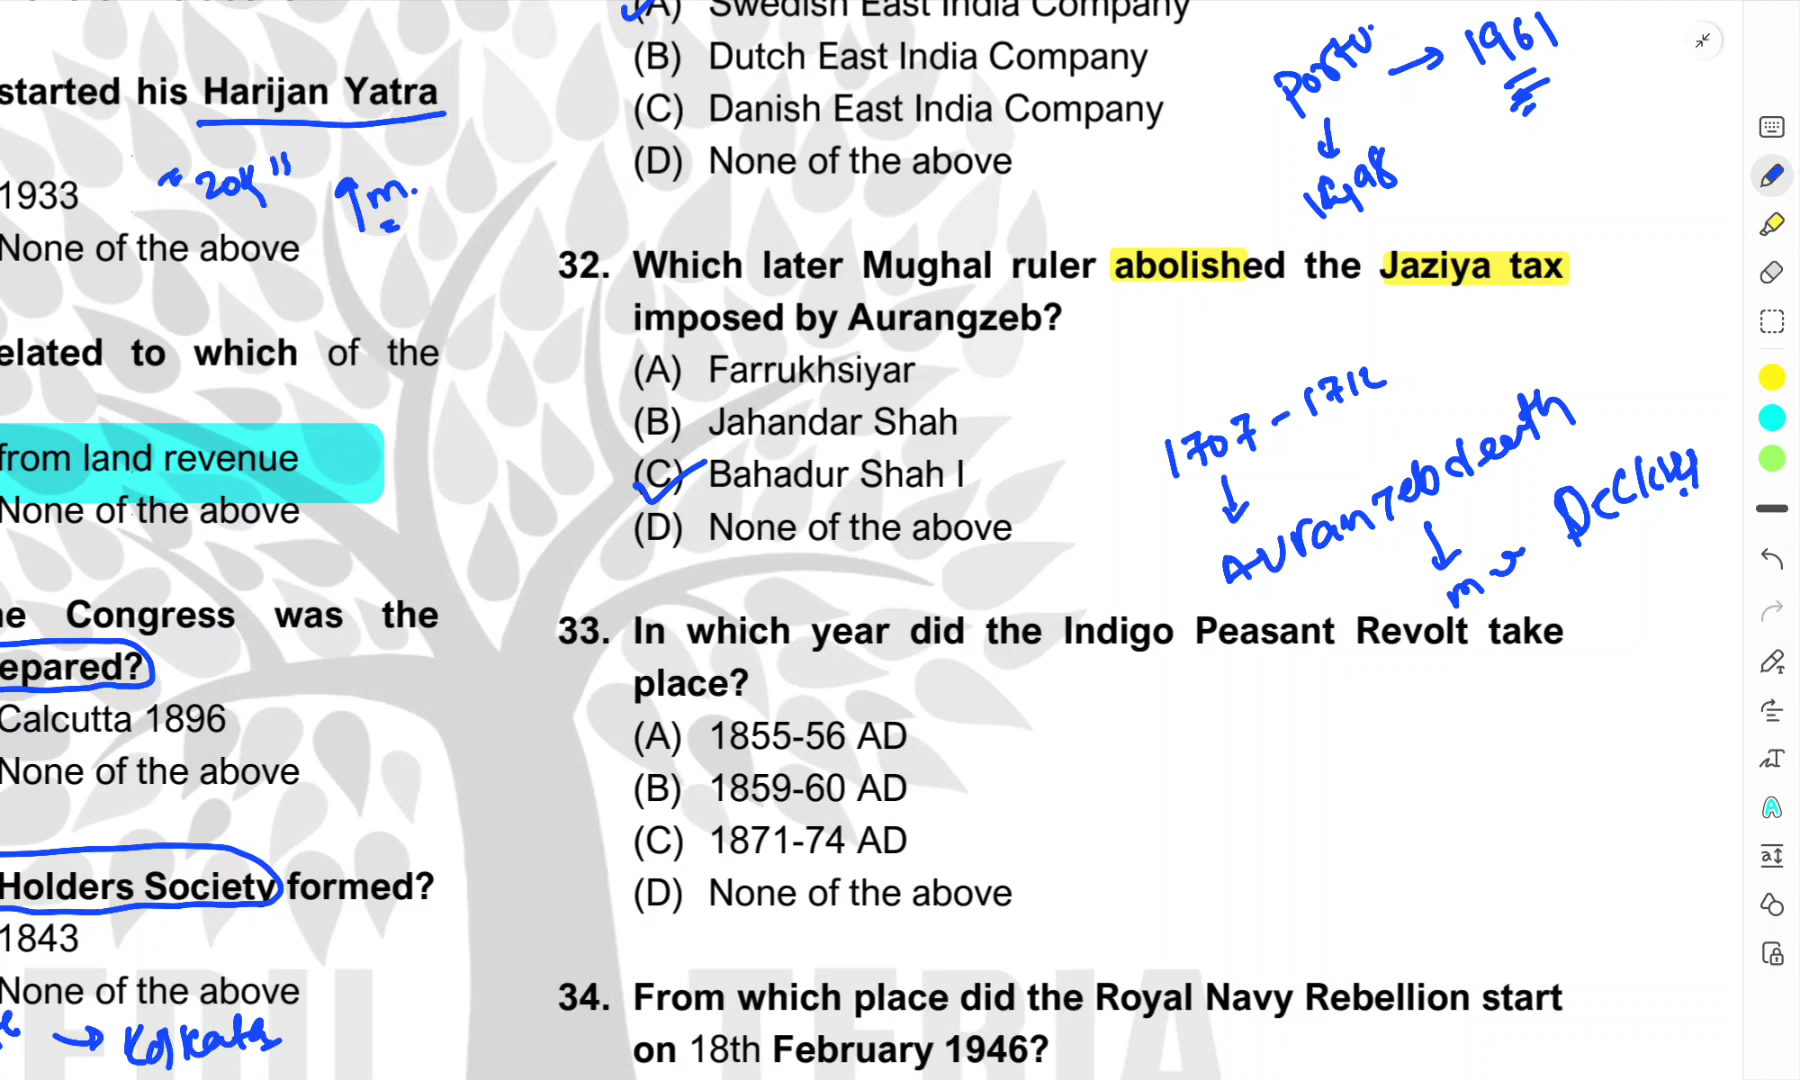 started his Harijan Yatra
1933
"20K" 9 m.
None of the above
elated to which of the
from land revenue
None of the above
ne Congress was the
epared?
Calcutta 1896
None of the above
Holders Society formed?
1843
None of the above
→ Kolkata
(A) Swedish East India Company
(B) Dutch East India Company
(C) Danish East India Company
(D) None of the above
Portu. → 1961
1498
32. Which later Mughal ruler abolished the Jaziya tax
imposed by Aurangzeb?
(A) Farrukhsiyar
(B) Jahandar Shah
(C) Bahadur Shah I
(D) None of the above
1707-1712
Auranzeb death
33. In which year did the Indigo Peasant Revolt take
place?
(A) 1855-56 AD
(B) 1859-60 AD
(C) 1871-74 AD
(D) None of the above
34. From which place did the Royal Navy Rebellion start
on 18th February 1946?